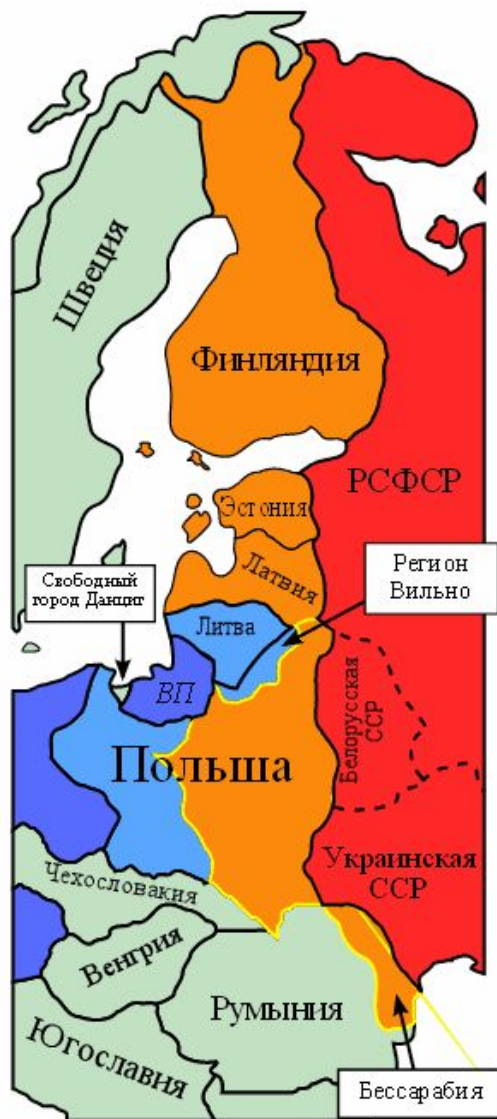 Швеция
Финляндия
РСФСР
Эстония
Латвия
Регион
Вильно
Свободный
город Данциг
Литва
ВП
Белорусская
ССР
Польша
Украинская
ССР
Чехословакия
Венгрия
Румыния
Югославия
Бессарабия